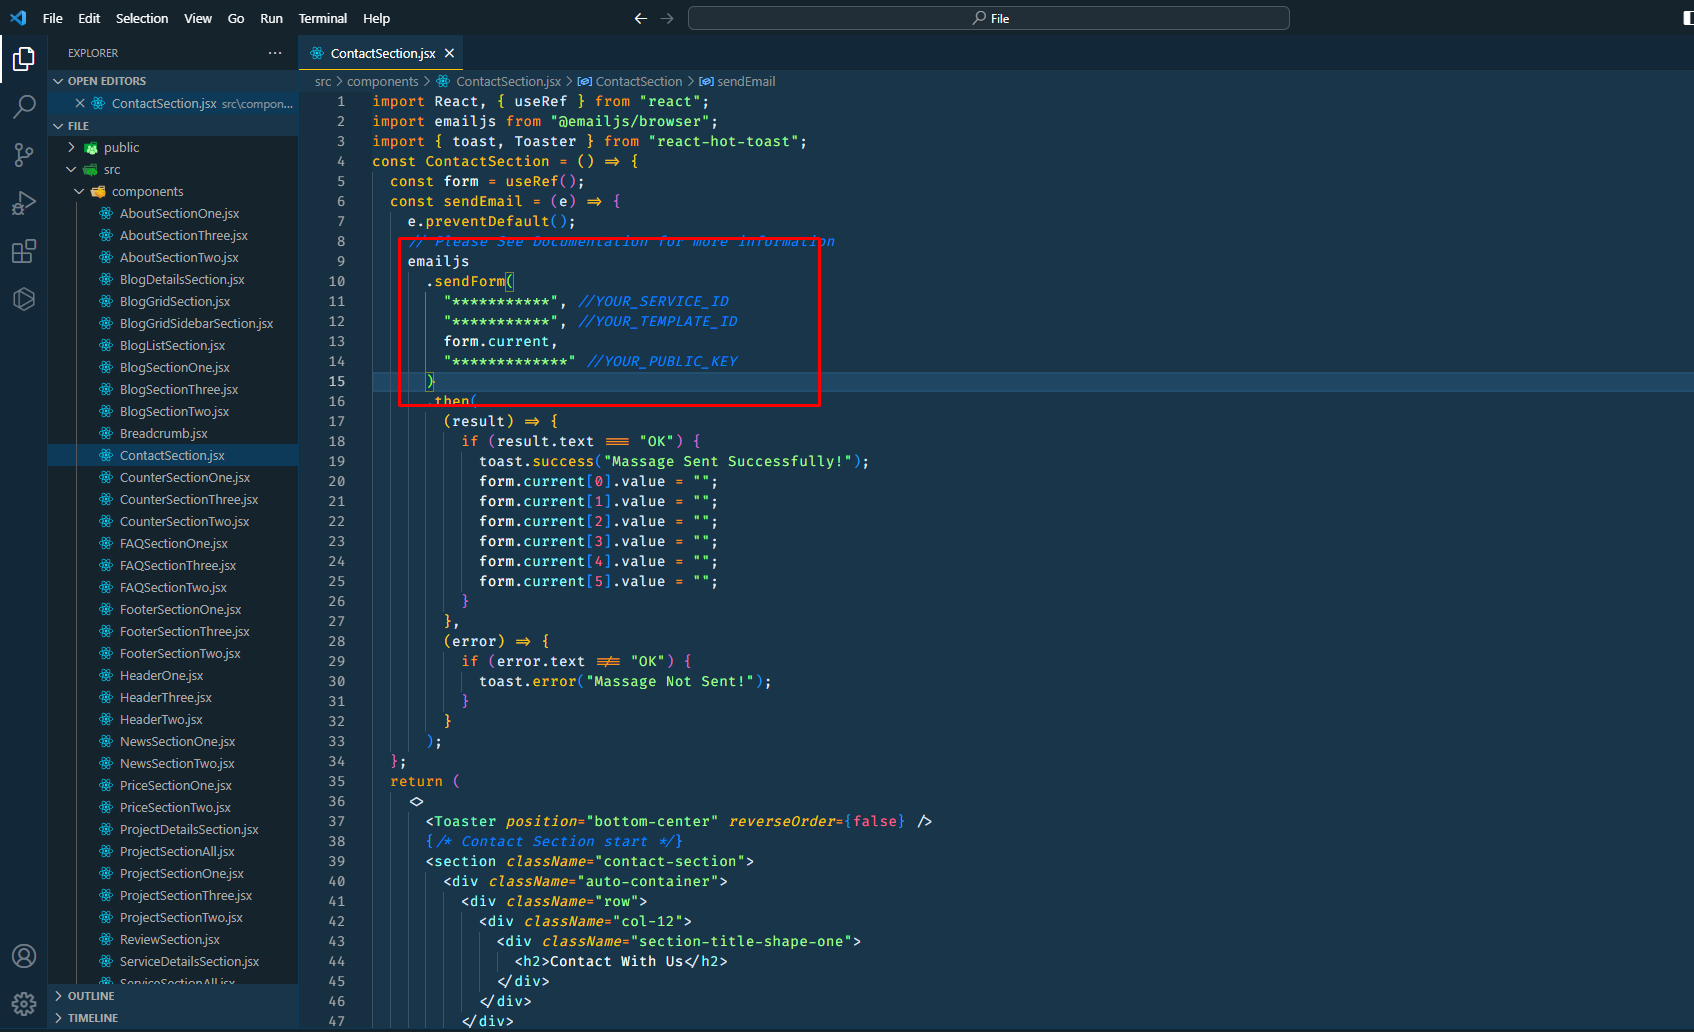 File Edit Selection View Go Run Terminal Help
File
EXPLORER
OPEN EDITORS
ContactSection.jsx src\compon...
FILE
public
src
components
AboutSectionOne.jsx
AboutSectionThree.jsx
AboutSectionTwo.jsx
BlogDetailsSection.jsx
BlogGridSection.jsx
BlogGridSidebarSection.jsx
BlogListSection.jsx
BlogSectionOne.jsx
BlogSectionThree.jsx
BlogSectionTwo.jsx
Breadcrumb.jsx
ContactSection.jsx
CounterSectionOne.jsx
CounterSectionThree.jsx
CounterSectionTwo.jsx
FAQSectionOne.jsx
FAQSectionThree.jsx
FAQSectionTwo.jsx
FooterSectionOne.jsx
FooterSectionThree.jsx
FooterSectionTwo.jsx
HeaderOne.jsx
HeaderThree.jsx
HeaderTwo.jsx
NewsSectionOne.jsx
NewsSectionTwo.jsx
PriceSectionOne.jsx
PriceSectionTwo.jsx
ProjectDetailsSection.jsx
ProjectSectionAll.jsx
ProjectSectionOne.jsx
ProjectSectionThree.jsx
ProjectSectionTwo.jsx
ReviewSection.jsx
ServiceDetailsSection.jsx
ServiceSectionAll.jsx
OUTLINE
TIMELINE
ContactSection.jsx
src > components > ContactSection.jsx > ContactSection > sendEmail
1 import React, { useRef } from "react";
2 import emailjs from "@emailjs/browser";
3 import { toast, Toaster } from "react-hot-toast";
4 const ContactSection = () => {
5 const form = useRef();
6 const sendEmail = (e) => {
7 e.preventDefault();
8 // Please See Documentation for more information
9 emailjs
10 .sendForm(
11 "***********", //YOUR_SERVICE_ID
12 "***********", //YOUR_TEMPLATE_ID
13 form.current,
14 "*************" //YOUR_PUBLIC_KEY
15 )
16 .then(
17 (result) => {
18 if (result.text === "OK") {
19 toast.success("Massage Sent Successfully!");
20 form.current[0].value = "";
21 form.current[1].value = "";
22 form.current[2].value = "";
23 form.current[3].value = "";
24 form.current[4].value = "";
25 form.current[5].value = "";
26 }
27 },
28 (error) => {
29 if (error.text !== "OK") {
30 toast.error("Massage Not Sent!");
31 }
32 }
33 );
34 };
35 return (
36 <>
37 <Toaster position="bottom-center" reverseOrder={false} />
38 {/* Contact Section start */}
39 <section className="contact-section">
40 <div className="auto-container">
41 <div className="row">
42 <div className="col-12">
43 <div className="section-title-shape-one">
44 <h2>Contact With Us</h2>
45 </div>
46 </div>
47 </div>